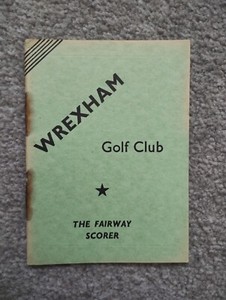 WREXHAM
Golf Club
THE FAIRWAY
SCORER